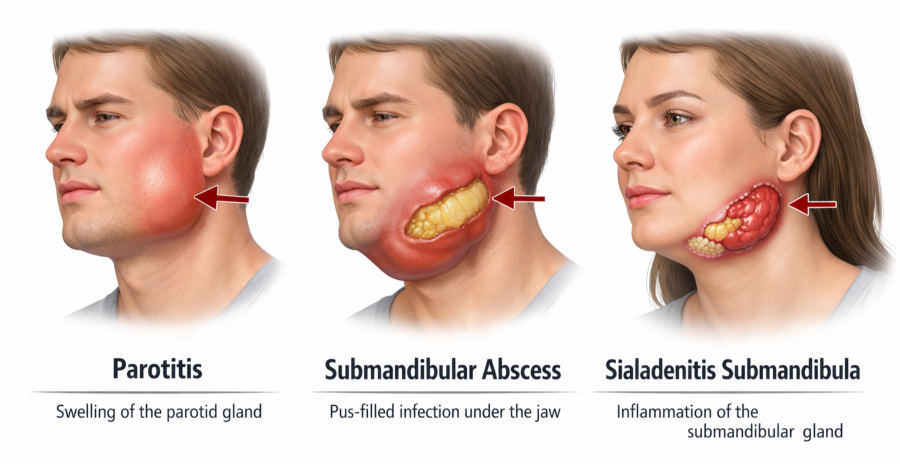 Parotitis
Swelling of the parotid gland
Submandibular Abscess
Pus-filled infection under the jaw
Sialadenitis Submandibula
Inflammation of the
submandibular gland